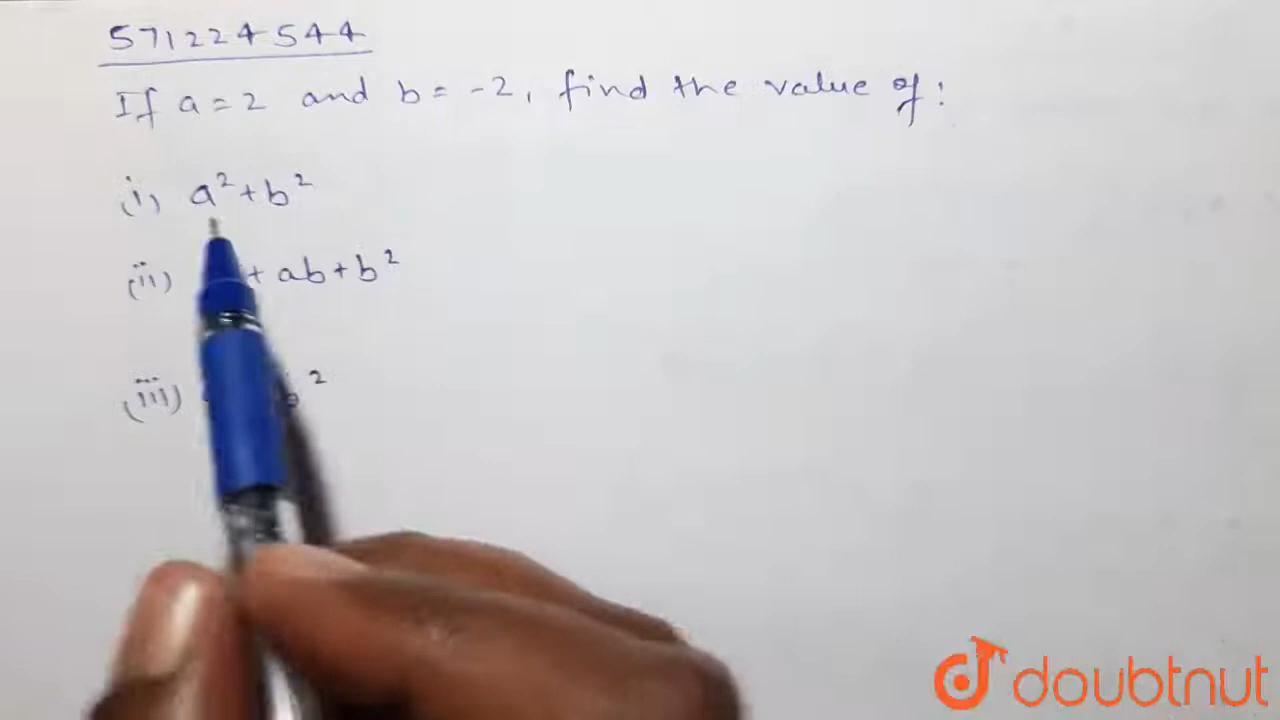 571224544
If a = 2 and b = -2, find the value of :
(i) a² + b²
(ii) + ab + b²
(iii) ²
doubtnut